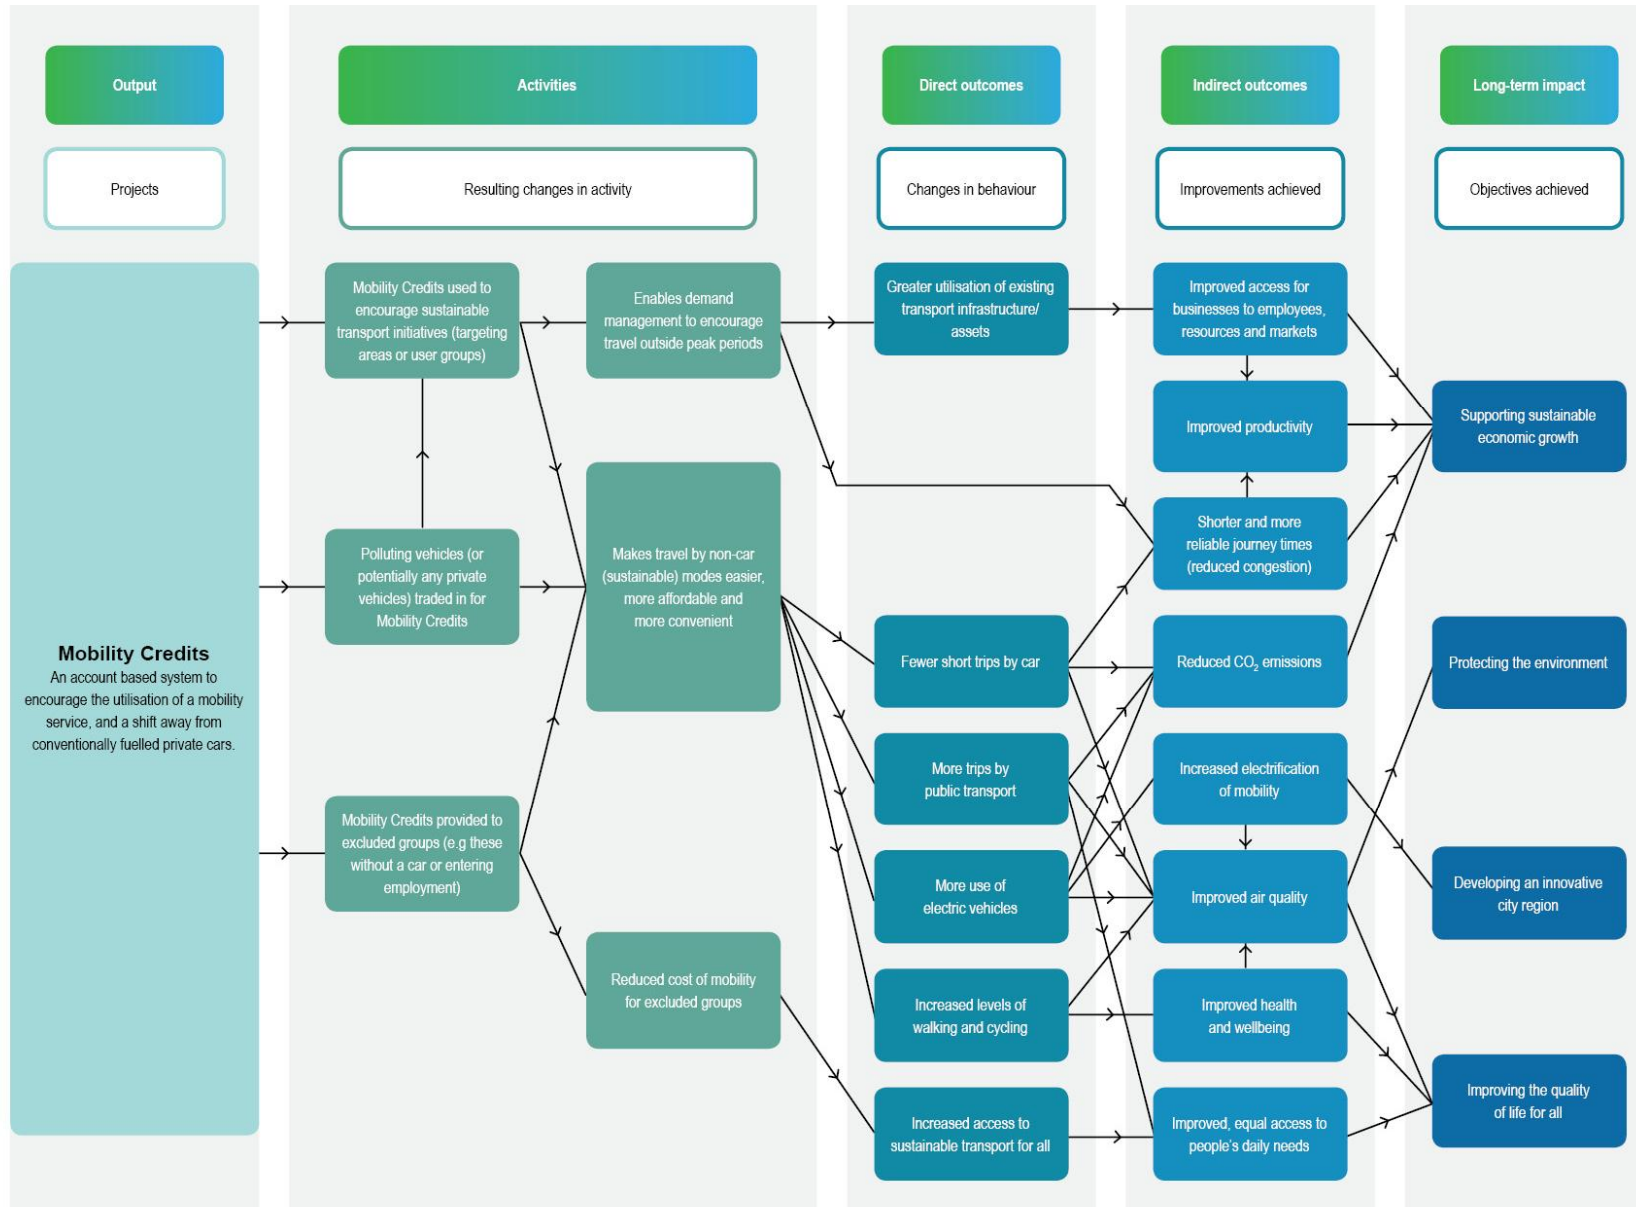 Output
Activities
Direct outcomes
Indirect outcomes
Long-term impact
Projects
Resulting changes in activity
Changes in behaviour
Improvements achieved
Objectives achieved
Mobility Credits
An account based system to
encourage the utilisation of a mobility
service, and a shift away from
conventionally fuelled private cars.
Mobility Credits used to
encourage sustainable
transport initiatives (targeting
areas or user groups)
Polluting vehicles (or
potentially any private
vehicles) traded in for
Mobility Credits
Mobility Credits provided to
excluded groups (e.g these
without a car or entering
employment)
Enables demand
management to encourage
travel outside peak periods
Makes travel by non-car
(sustainable) modes easier,
more affordable and
more convenient
Reduced cost of mobility
for excluded groups
Greater utilisation of existing
transport infrastructure/
assets
Fewer short trips by car
More trips by
public transport
More use of
electric vehicles
Increased levels of
walking and cycling
Increased access to
sustainable transport for all
Improved access for
businesses to employees,
resources and markets
Improved productivity
Shorter and more
reliable journey times
(reduced congestion)
Reduced CO₂ emissions
Increased electrification
of mobility
Improved air quality
Improved health
and wellbeing
Improved, equal access to
people's daily needs
Supporting sustainable
economic growth
Protecting the environment
Developing an innovative
city region
Improving the quality
of life for all